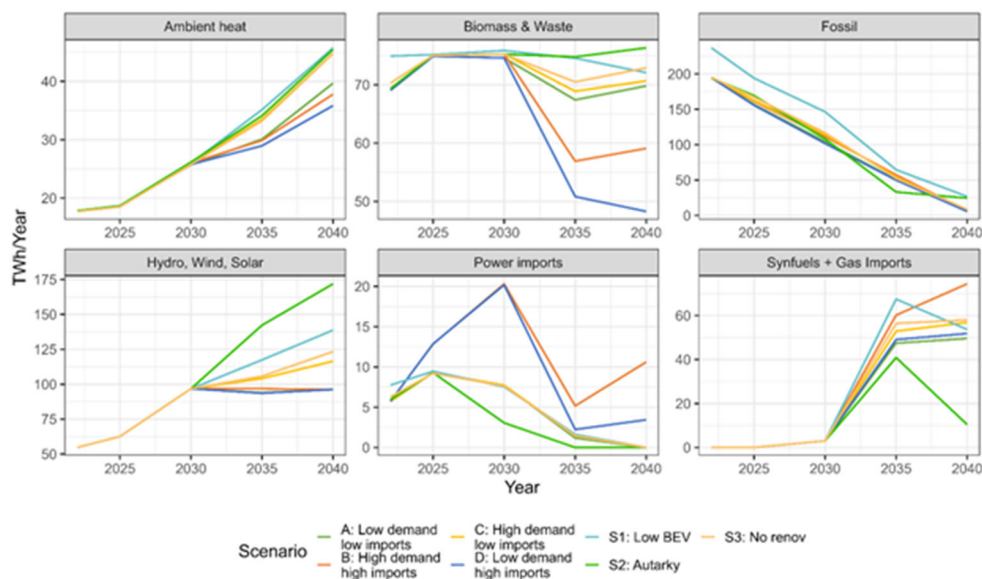 Ambient heat
Biomass & Waste
Fossil
40
30
20
2025 2030 2035 2040
70
60
50
2025 2030 2035 2040
200
150
100
50
0
2025 2030 2035 2040
TWh/Year
Hydro, Wind, Solar
Power imports
Synfuels + Gas Imports
175
150
125
100
75
50
2025 2030 2035 2040
20
15
10
5
0
2025 2030 2035 2040
60
40
20
0
2025 2030 2035 2040
Year
Scenario
A: Low demand
low imports
B: High demand
high imports
C: High demand
low imports
D: Low demand
high imports
S1: Low BEV
S2: Autarky
S3: No renov